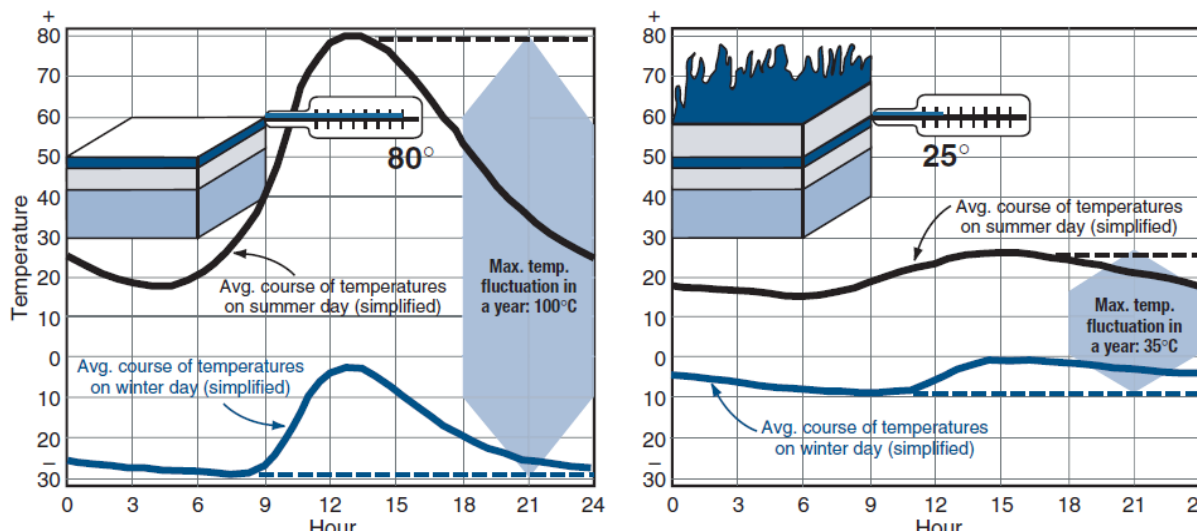 +
80
70
60
50
40
30
20
10
0
10
20
–
30
Temperature
80°
Avg. course of temperatures
on summer day (simplified)
Avg. course of temperatures
on winter day (simplified)
Max. temp.
fluctuation in
a year: 100°C
0 3 6 9 12 15 18 21 24
Hour
+
80
70
60
50
40
30
20
10
0
10
20
–
30
25°
Avg. course of temperatures
on summer day (simplified)
Max. temp.
fluctuation in
a year: 35°C
Avg. course of temperatures
on winter day (simplified)
0 3 6 9 12 15 18 21
Hour